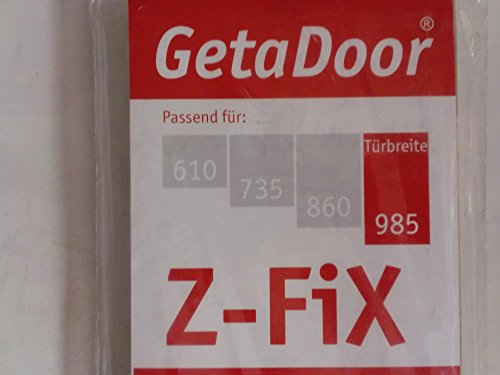 GetaDoor®
Passend für:
Türbreite
610 735 860 985
Z-FiX